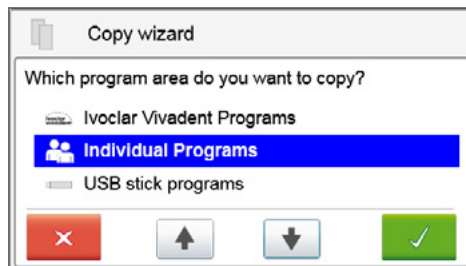 Copy wizard
Which program area do you want to copy?
Ivoclar Vivadent Programs
Individual Programs
USB stick programs